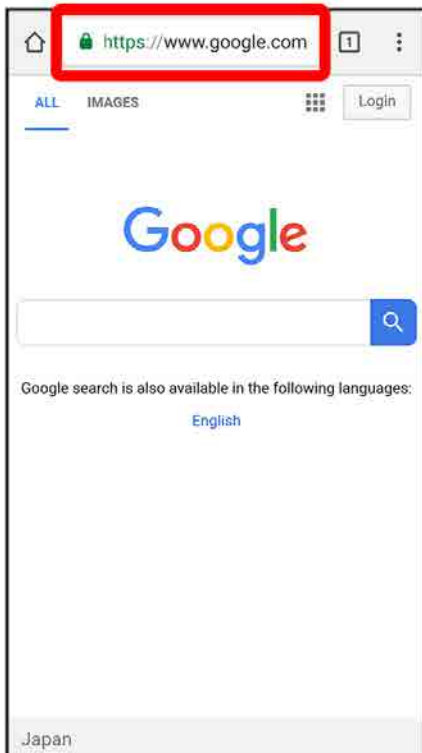 https://www.google.com 1
ALL IMAGES Login
Google
Google search is also available in the following languages:
English
Japan